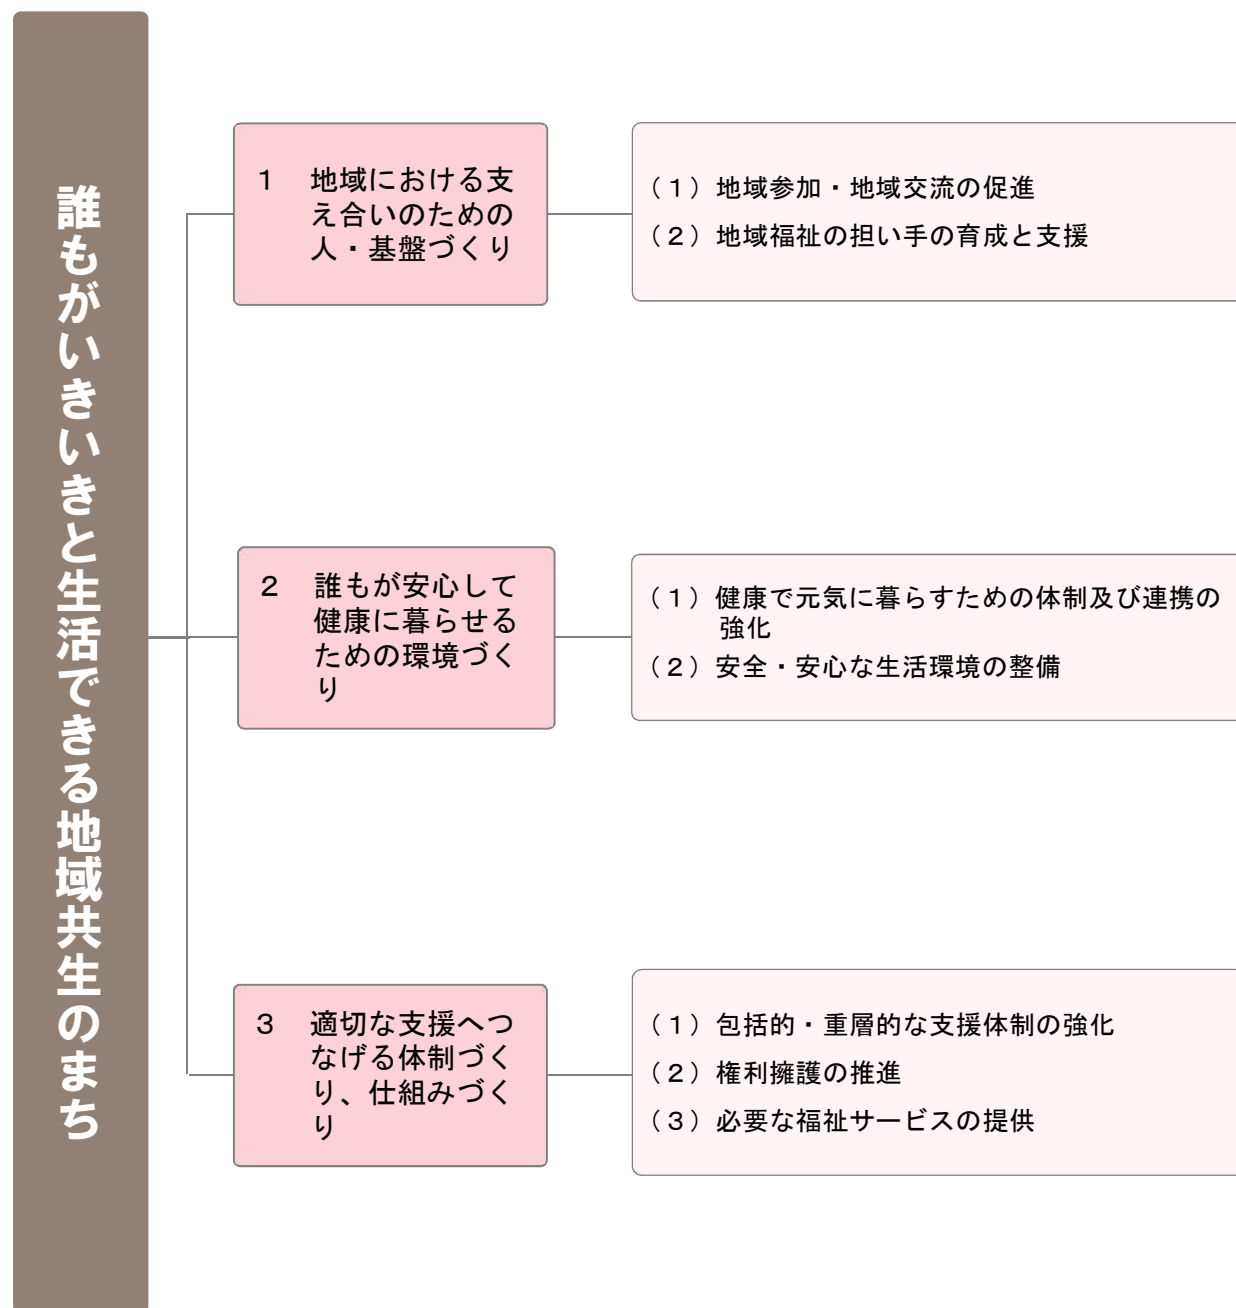 誰もがいきいきと生活できる地域共生のまち
１　地域における支
え合いのための
人・基盤づくり
（１）地域参加・地域交流の促進
（２）地域福祉の担い手の育成と支援
２　誰もが安心して
健康に暮らせる
ための環境づく
り
（１）健康で元気に暮らすための体制及び連携の
強化
（２）安全・安心な生活環境の整備
３　適切な支援へつ
なげる体制づく
り、仕組みづく
り
（１）包括的・重層的な支援体制の強化
（２）権利擁護の推進
（３）必要な福祉サービスの提供